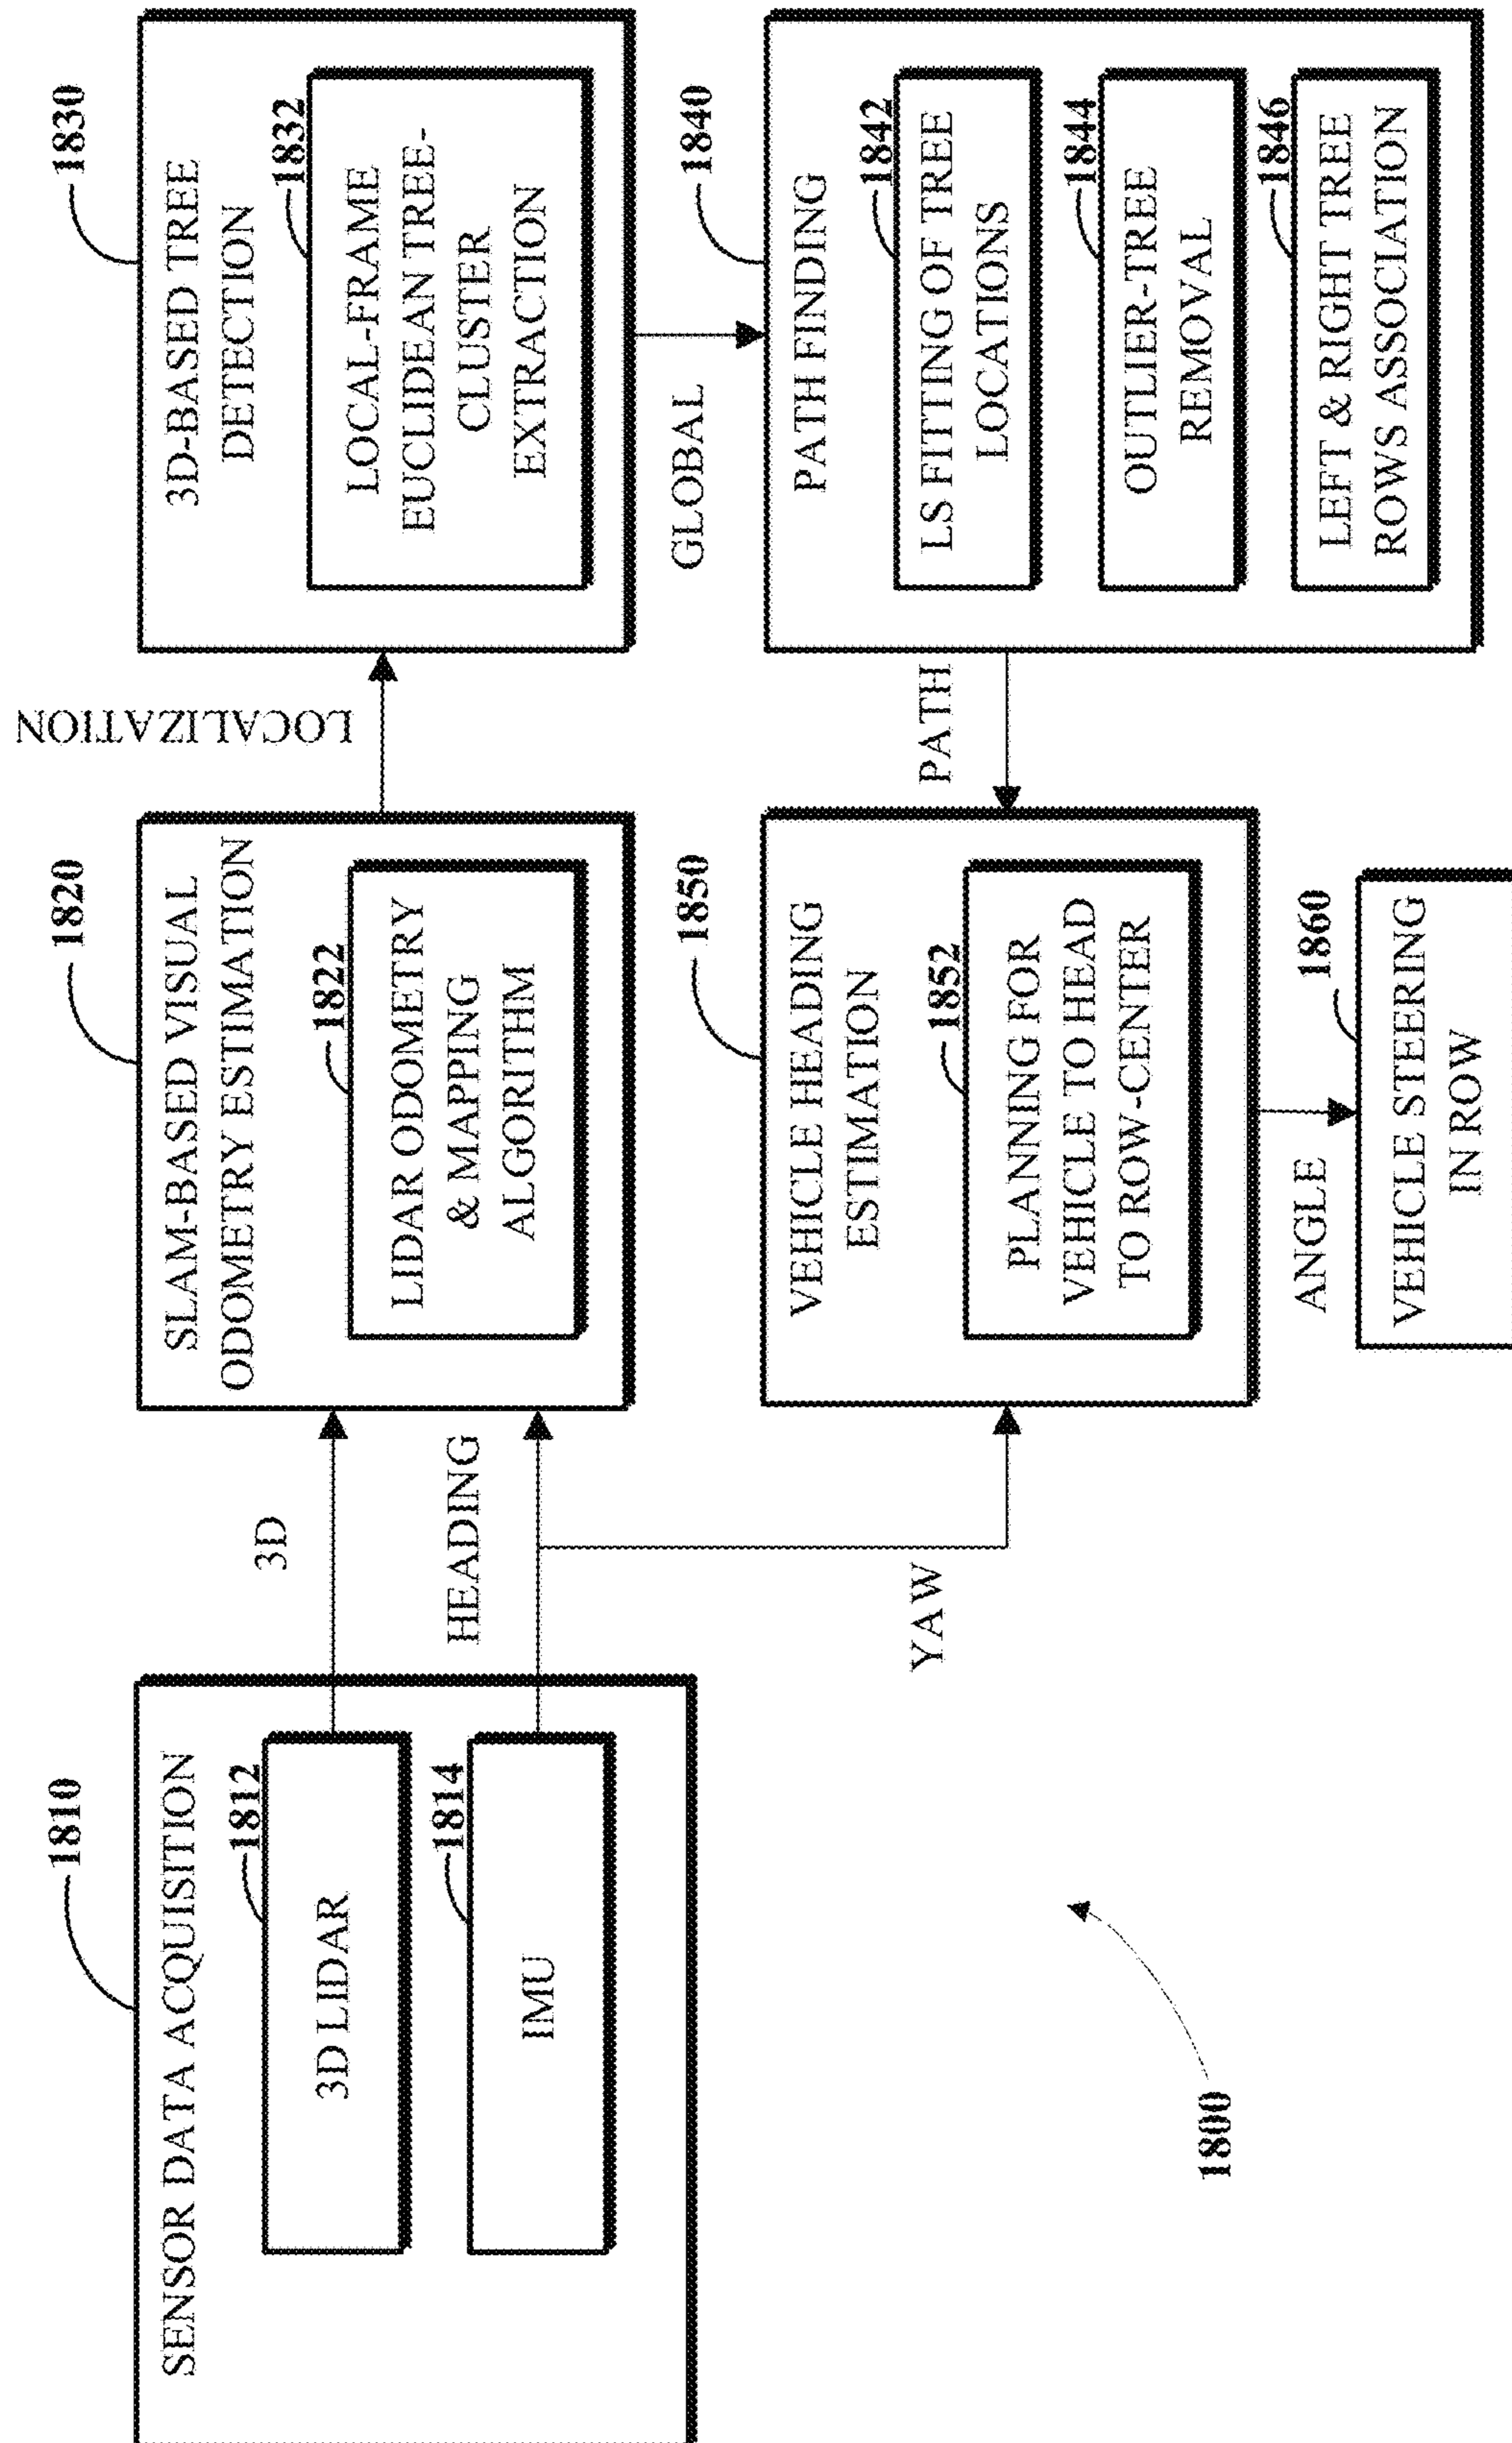 1810
SENSOR DATA ACQUISITION
1812
3D LIDAR
1814
IMU
3D
HEADING
YAW
1820
SLAM-BASED VISUAL
ODOMETRY ESTIMATION
1822
LIDAR ODOMETRY
& MAPPING
ALGORITHM
LOCALIZATION
1830
3D-BASED TREE
DETECTION
1832
LOCAL-FRAME
EUCLIDEAN TREE-
CLUSTER
EXTRACTION
GLOBAL
1840
PATH FINDING
1842
LS FITTING OF TREE
LOCATIONS
1844
OUTLIER-TREE
REMOVAL
1846
LEFT & RIGHT TREE
ROWS ASSOCIATION
PATH
1850
VEHICLE HEADING
ESTIMATION
1852
PLANNING FOR
VEHICLE TO HEAD
TO ROW-CENTER
ANGLE
1860
VEHICLE STEERING
IN ROW
1800